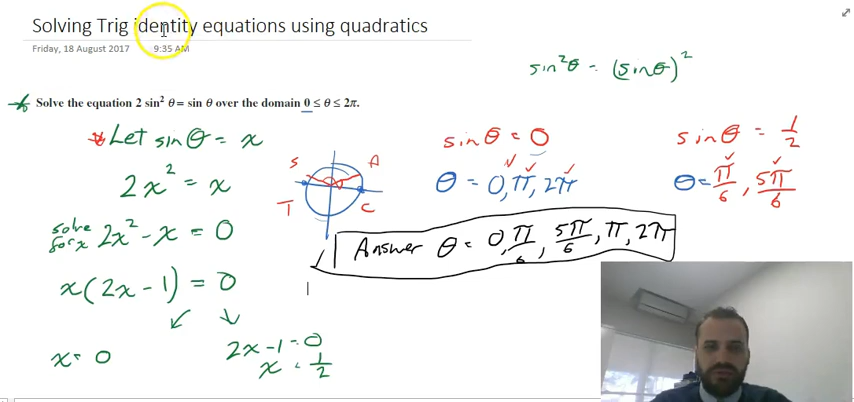 Solving Trig identity equations using quadratics
Friday, 18 August 2017 9:35 AM
sin²θ = (sinθ)²
Solve the equation 2 sin² θ= sin θ over the domain 0 ≤ θ ≤ 2π.
Let sinθ = x
2x² = x
solve for x 2x² - x = 0
x(2x - 1) = 0
x = 0
2x - 1 = 0
x = 1/2
S A
T C
sinθ = 0
θ = 0, π, 2π
sinθ = 1/2
θ = π/6, 5π/6
Answer θ = 0, π/6, 5π/6, π, 2π